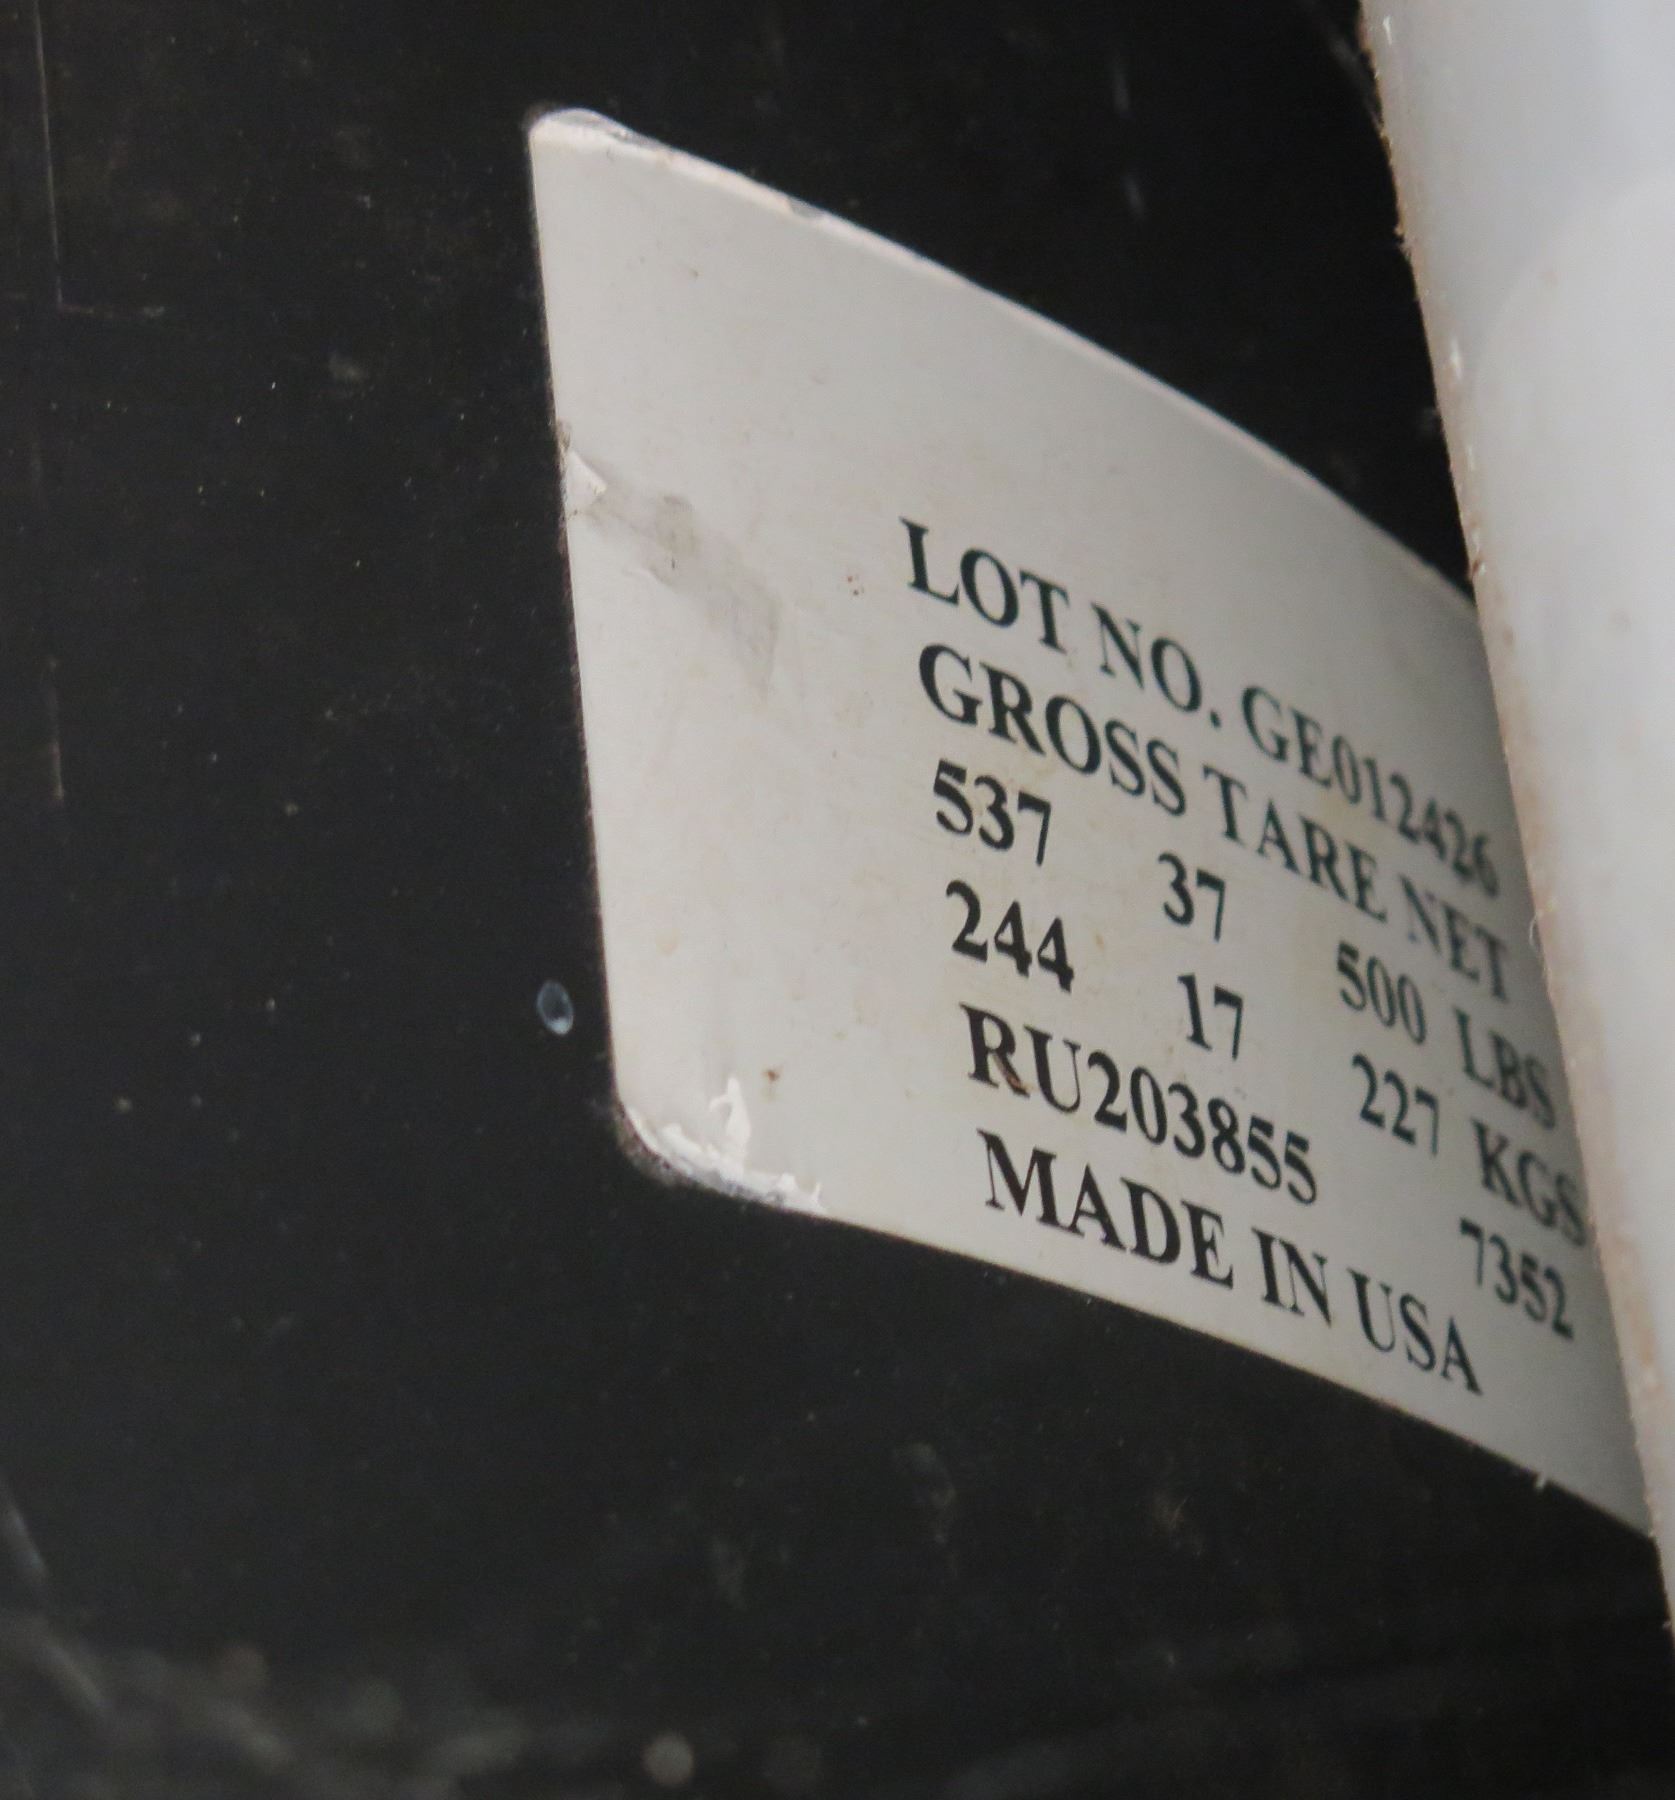 LOT NO. GE012426
GROSS TARE NET
537 37 500 LBS
244 17 227 KGS
RU203855 7352
MADE IN USA